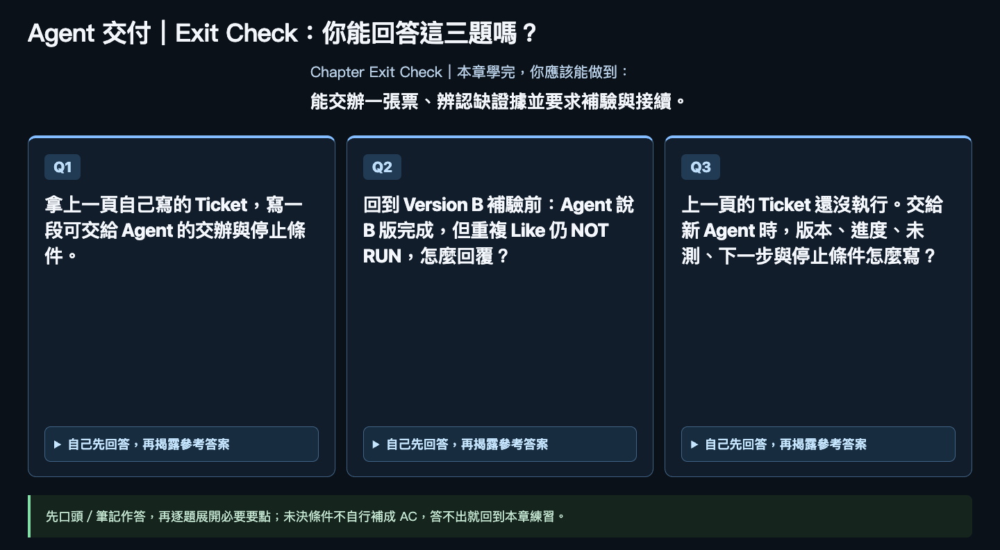 Agent 交付｜Exit Check：你能回答這三題嗎？
Chapter Exit Check｜本章學完，你應該能做到：
能交辦一張票、辨認缺證據並要求補驗與接續。
Q1
拿上一頁自己寫的 Ticket，寫一
段可交給 Agent 的交辦與停止條
件。
▶ 自己先回答，再揭露參考答案
Q2
回到 Version B 補驗前：Agent 說
B 版完成，但重複 Like 仍 NOT
RUN，怎麼回覆？
▶ 自己先回答，再揭露參考答案
Q3
上一頁的 Ticket 還沒執行。交給
新 Agent 時，版本、進度、未
測、下一步與停止條件怎麼寫？
▶ 自己先回答，再揭露參考答案
先口頭 / 筆記作答，再逐題展開必要要點；未決條件不自行補成 AC，答不出就回到本章練習。